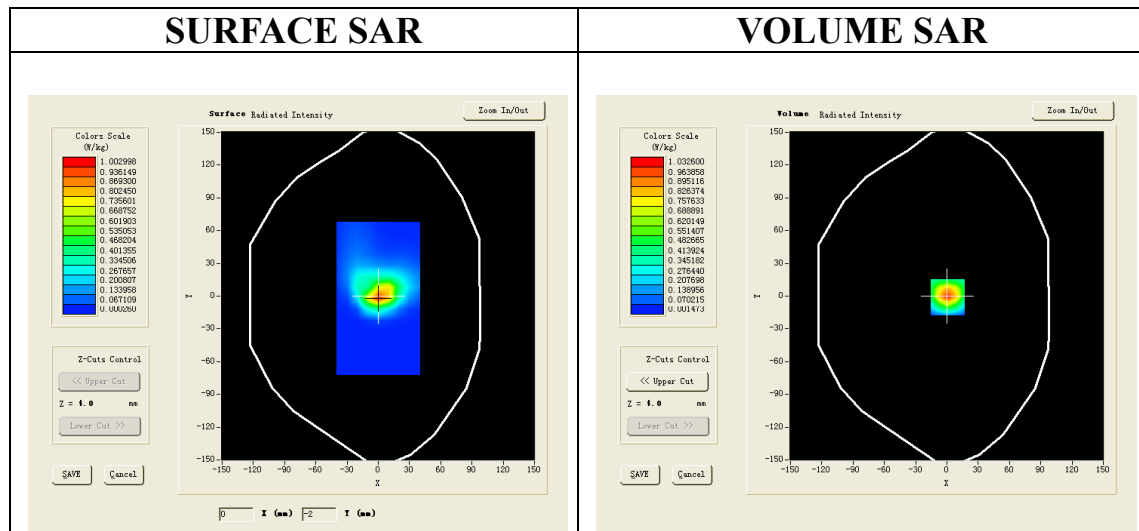 SURFACE SAR
VOLUME SAR
Surface Radiated Intensity
Zoom In/Out
Colors Scale
(W/kg)
1.002998
0.936149
0.869300
0.802450
0.735601
0.668752
0.601903
0.535053
0.468204
0.401355
0.334506
0.267657
0.200807
0.133958
0.067109
0.000260
150
120
90
60
30
0
-30
-60
-90
-120
-150
Y
-150 -120 -90 -60 -30 0 30 60 90 120 150
X
Z-Cuts Control
<< Upper Cut
Z = 4.0 mm
Lower Cut >>
SAVE
Cancel
0 X (mm) -2 Y (mm)
Volume Radiated Intensity
Zoom In/Out
Colors Scale
(W/kg)
1.032600
0.963858
0.895116
0.826374
0.757633
0.688891
0.620149
0.551407
0.482665
0.413924
0.345182
0.276440
0.207698
0.138956
0.070215
0.001473
150
120
90
60
30
0
-30
-60
-90
-120
-150
Y
-150 -120 -90 -60 -30 0 30 60 90 120 150
X
Z-Cuts Control
<< Upper Cut
Z = 4.0 mm
Lower Cut >>
SAVE
Cancel